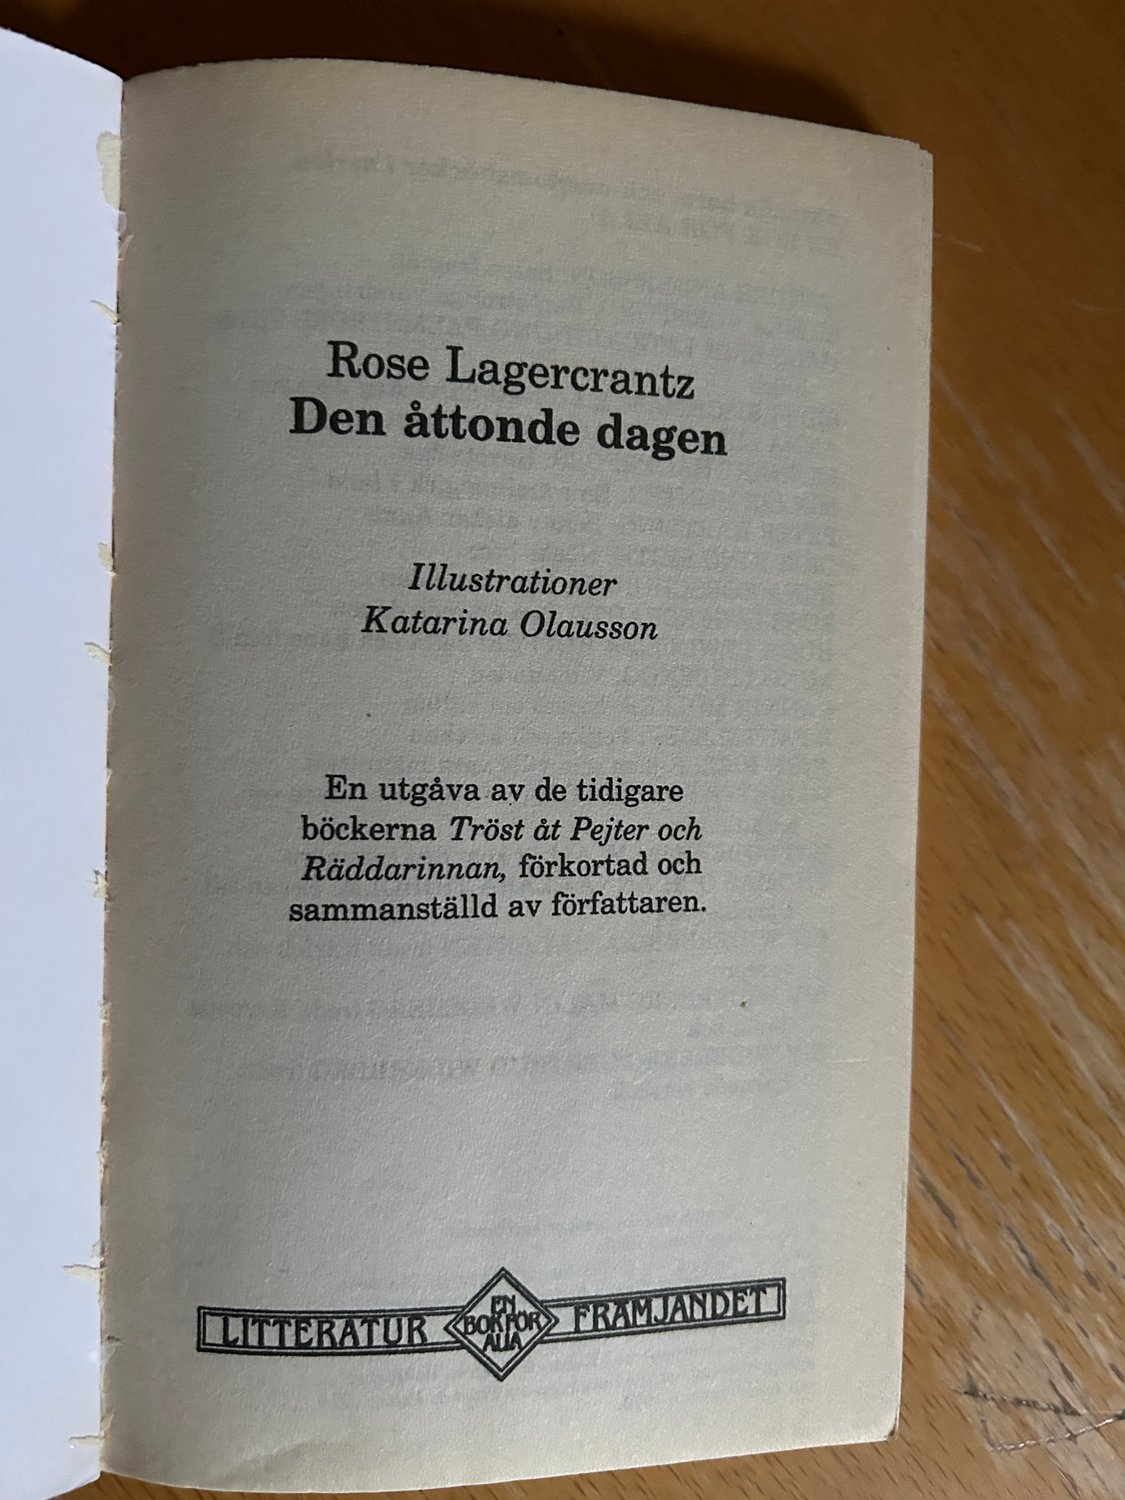 Rose Lagercrantz
Den åttonde dagen
Illustrationer
Katarina Olausson
En utgåva av de tidigare
böckerna Tröst åt Pejter och
Räddarinnan, förkortad och
sammanställd av författaren.
LITTERATUR
EN
BOK FÖR
ALLA
FRÄMJANDET